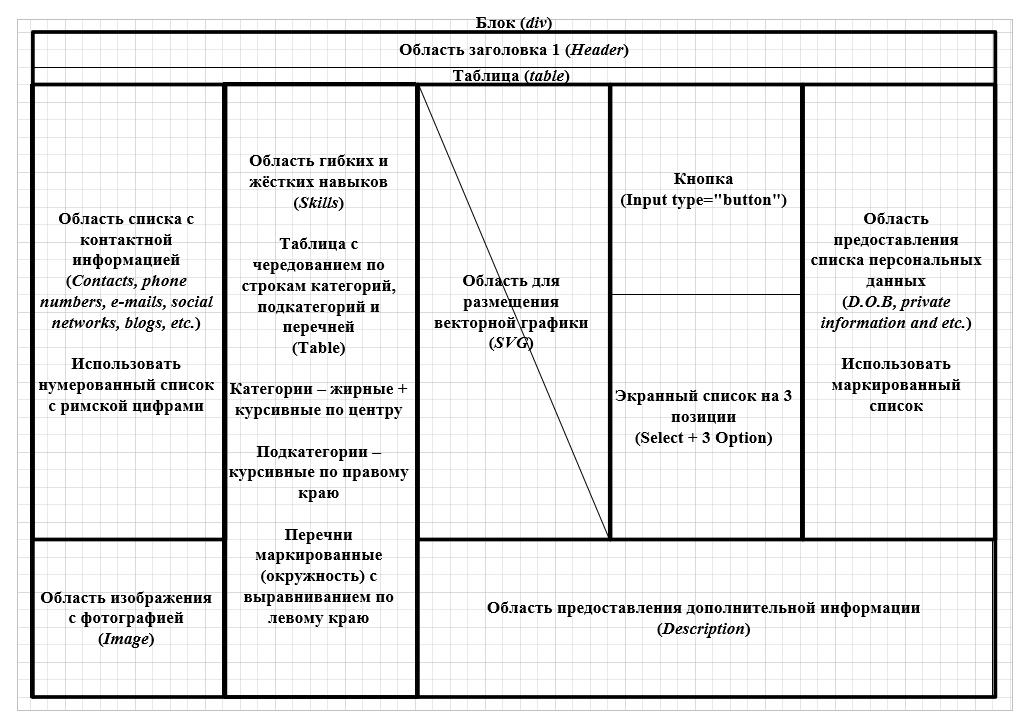 Блок (div)
Область заголовка 1 (Header)
Таблица (table)
Область списка с
контактной
информацией
(Contacts, phone
numbers, e-mails, social
networks, blogs, etc.)
Использовать
нумерованный список
с римской цифрами
Область изображения
с фотографией
(Image)
Область гибких и
жёстких навыков
(Skills)
Таблица с
чередованием по
строкам категорий,
подкатегорий и
перечней
(Table)
Категории – жирные +
курсивные по центру
Подкатегории –
курсивные по правому
краю
Перечни
маркированные
(окружность) с
выравниванием по
левому краю
Область для
размещения
векторной графики
(SVG)
Кнопка
(Input type="button")
Экранный список на 3
позиции
(Select + 3 Option)
Область
предоставления
списка персональных
данных
(D.O.B, private
information and etc.)
Использовать
маркированный
список
Область предоставления дополнительной информации
(Description)